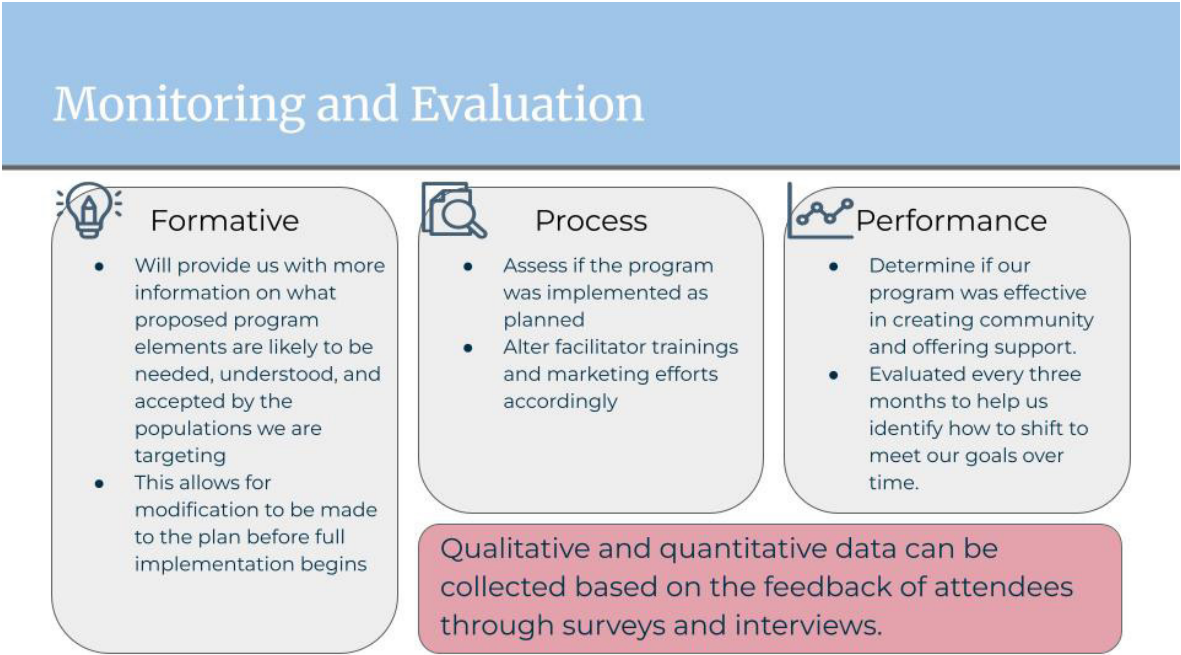 Monitoring and Evaluation
Formative
● Will provide us with more
information on what
proposed program
elements are likely to be
needed, understood, and
accepted by the
populations we are
targeting
● This allows for
modification to be made
to the plan before full
implementation begins
Process
● Assess if the program
was implemented as
planned
● Alter facilitator trainings
and marketing efforts
accordingly
Performance
● Determine if our
program was effective
in creating community
and offering support.
● Evaluated every three
months to help us
identify how to shift to
meet our goals over
time.
Qualitative and quantitative data can be
collected based on the feedback of attendees
through surveys and interviews.